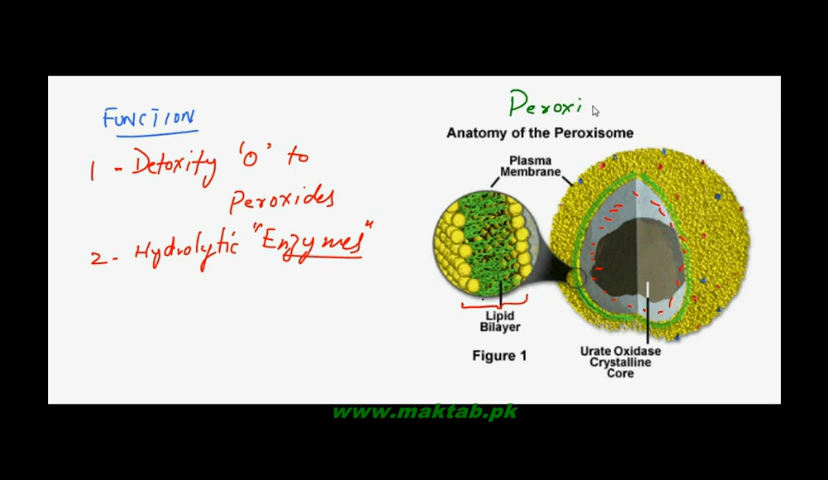 FUNCTION
1 - Detoxify 'O' to
Peroxides
2 - Hydrolytic "Enzymes"
Peroxi
Anatomy of the Peroxisome
Plasma
Membrane
Lipid
Bilayer
Figure 1
Urate Oxidase
Crystalline
Core
www.maktab.pk